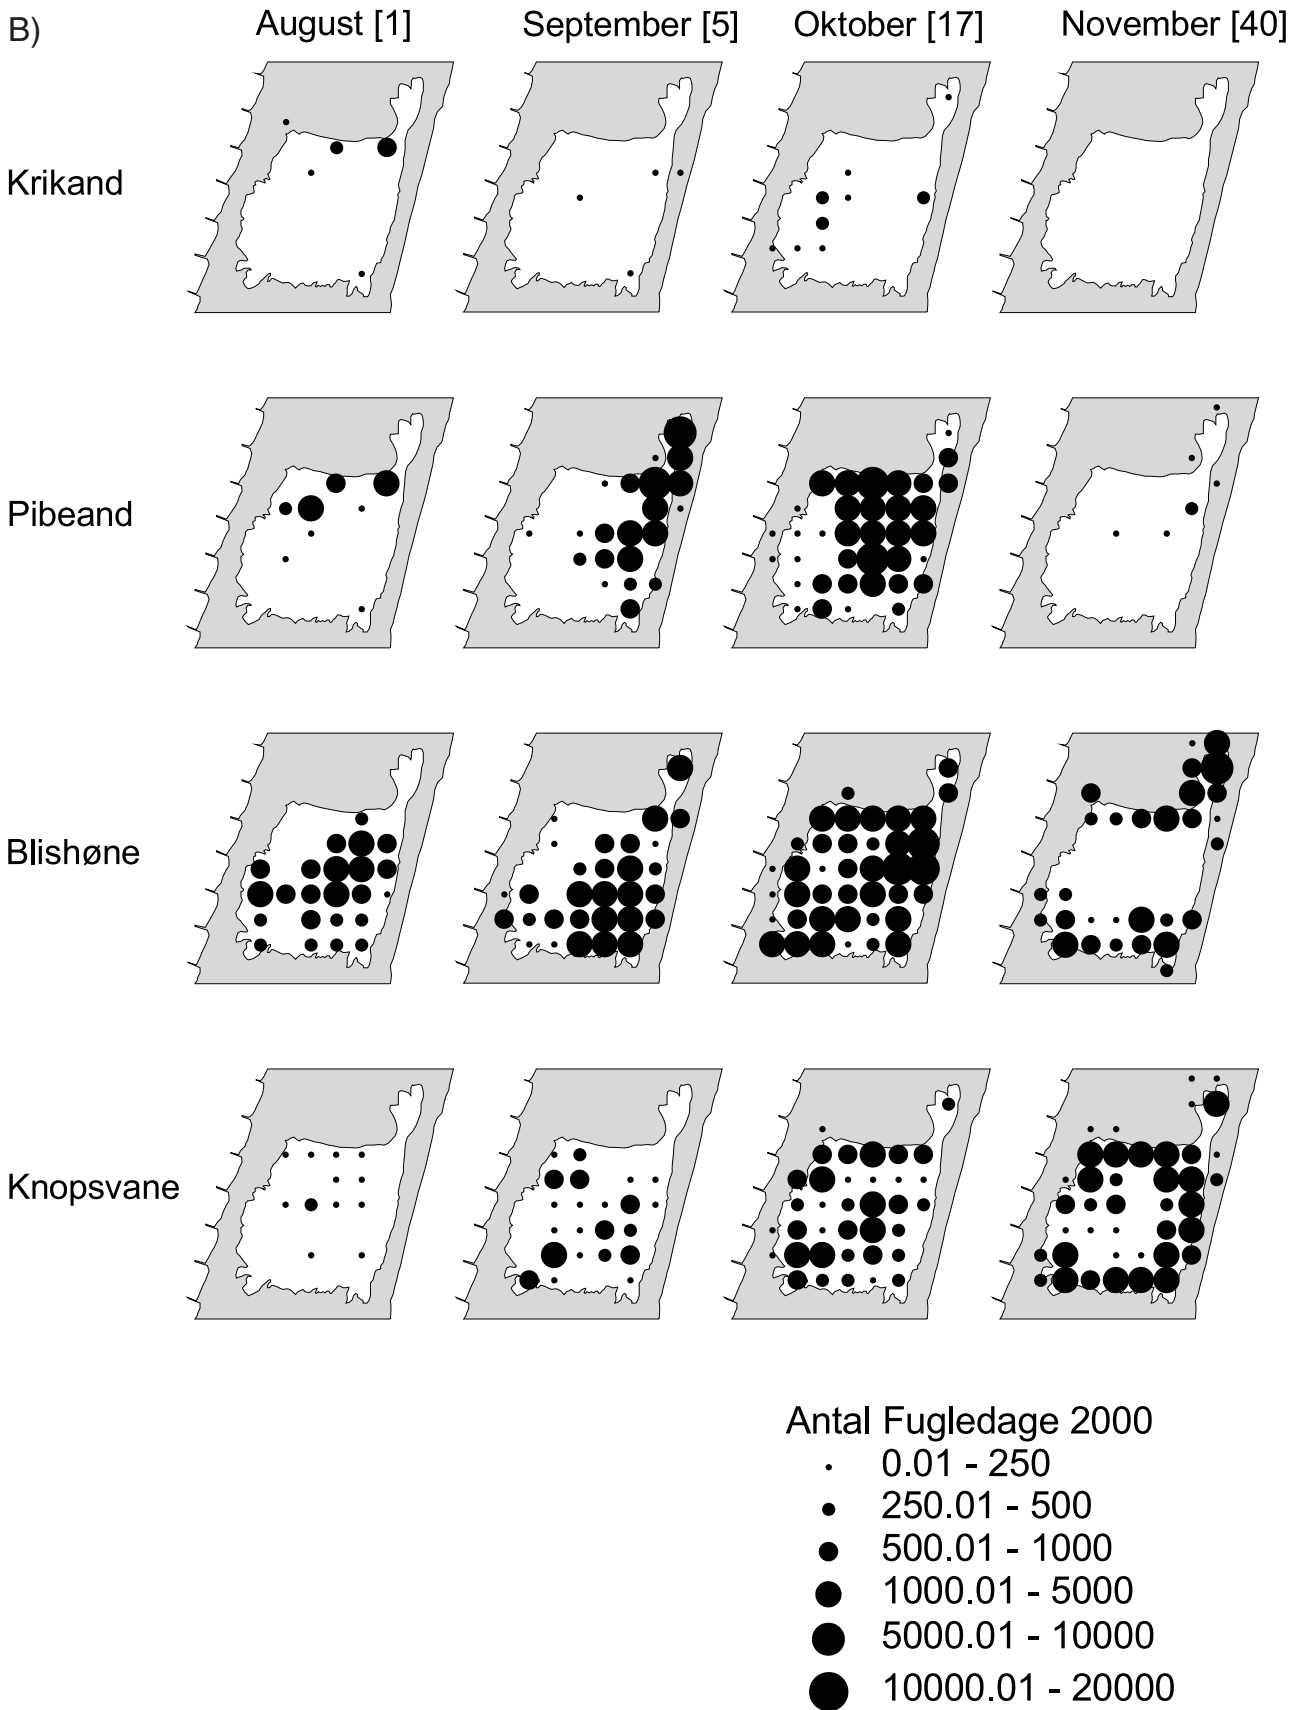 B)
August [1]
September [5]
Oktober [17]
November [40]
Krikand
Pibeand
Blishøne
Knopsvane
Antal Fugledage 2000
0.01 - 250
250.01 - 500
500.01 - 1000
1000.01 - 5000
5000.01 - 10000
10000.01 - 20000